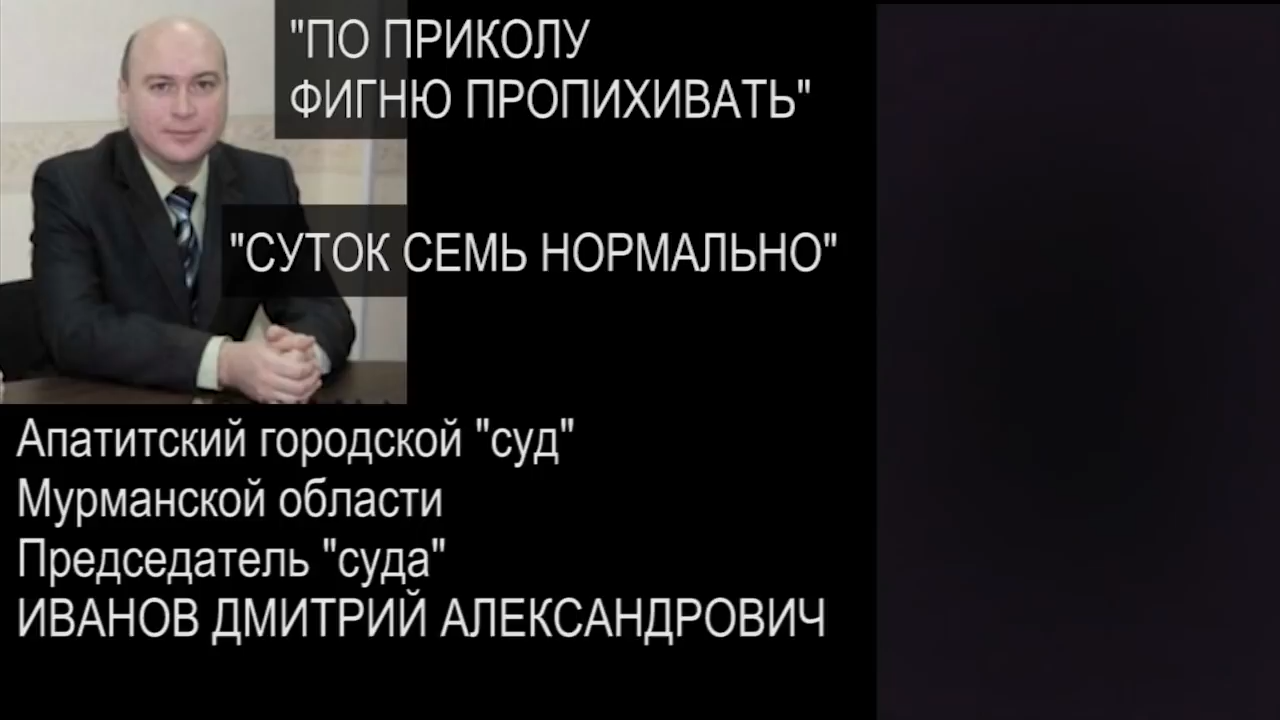 "ПО ПРИКОЛУ
ФИГНЮ ПРОПИХИВАТЬ"
"СУТОК СЕМЬ НОРМАЛЬНО"
Апатитский городской "суд"
Мурманской области
Председатель "суда"
ИВАНОВ ДМИТРИЙ АЛЕКСАНДРОВИЧ